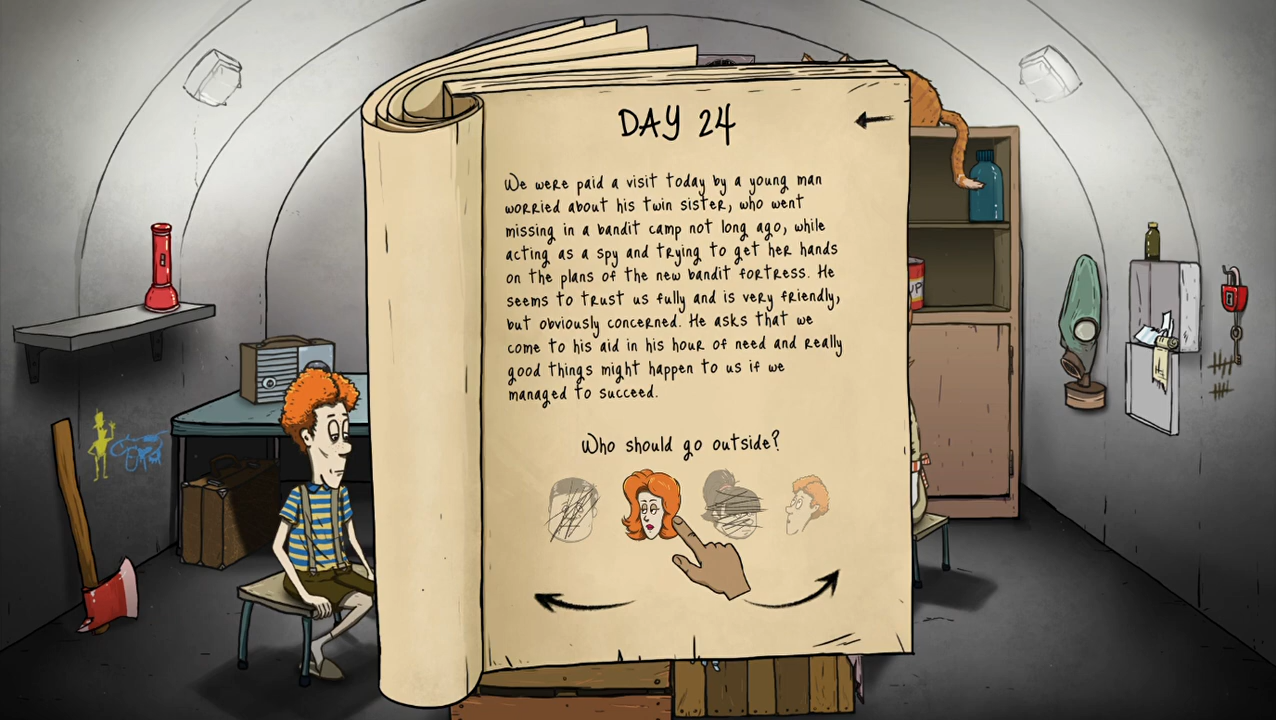 DAY 24
We were paid a visit today by a young man
worried about his twin sister, who went
missing in a bandit camp not long ago, while
acting as a spy and trying to get her hands
on the plans of the new bandit fortress. He
seems to trust us fully and is very friendly,
but obviously concerned. He asks that we
come to his aid in his hour of need and really
good things might happen to us if we
managed to succeed.
Who should go outside?
UP